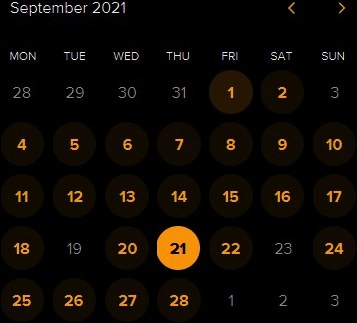 September 2021
MON TUE WED THU FRI SAT SUN
28 29 30 31 1 2 3
4 5 6 7 8 9 10
11 12 13 14 15 16 17
18 19 20 21 22 23 24
25 26 27 28 1 2 3